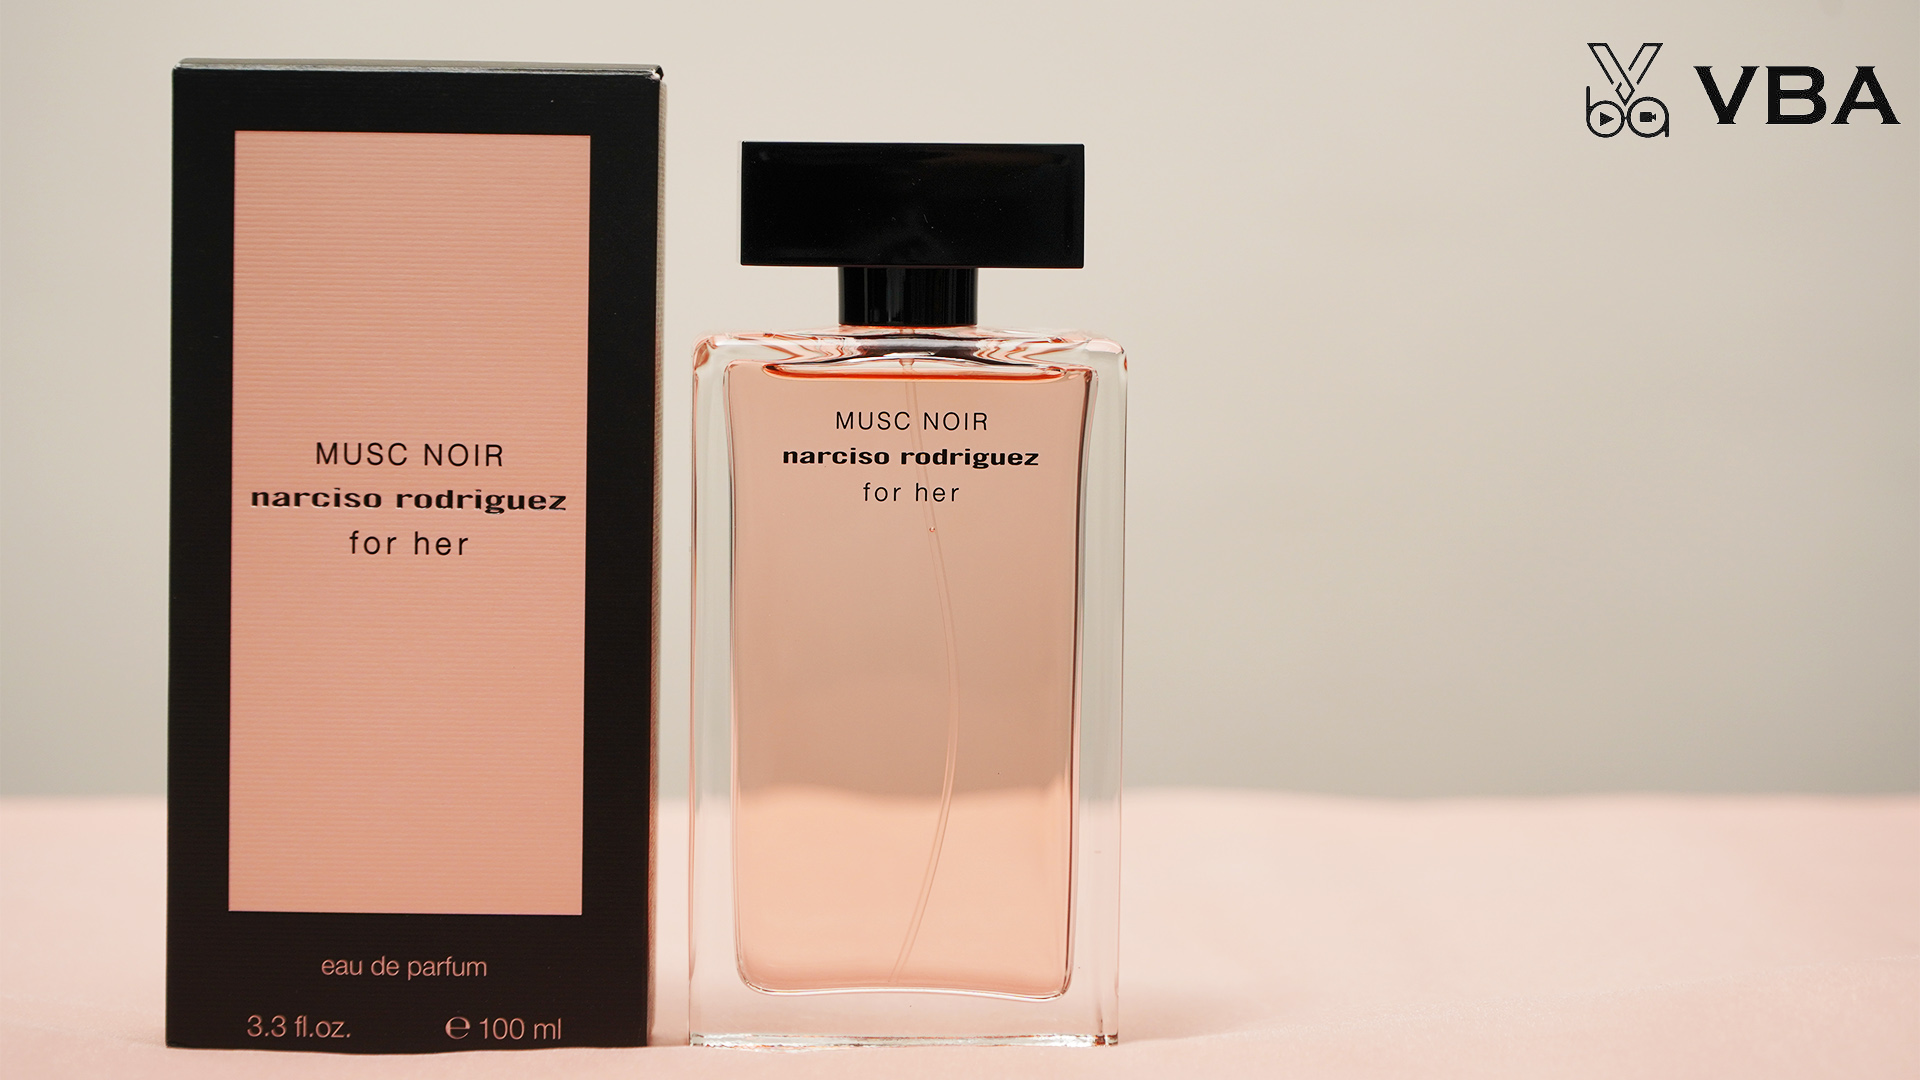 MUSC NOIR
narciso rodriguez
for her
eau de parfum
3.3 fl.oz. ℮ 100 ml
MUSC NOIR
narciso rodriguez
for her
VBA